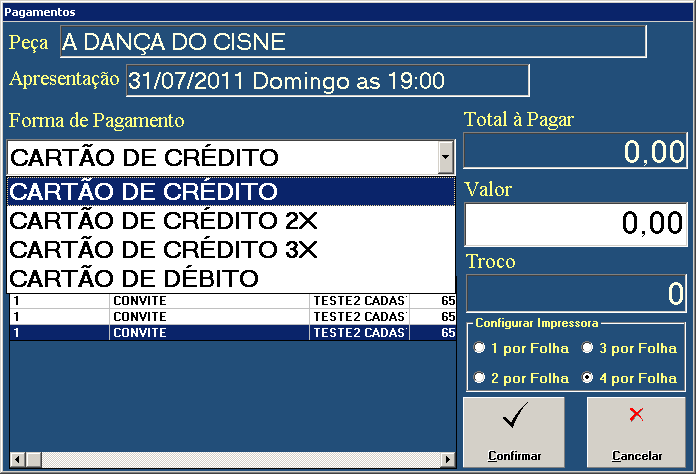 Pagamentos
Peça A DANÇA DO CISNE
Apresentação 31/07/2011 Domingo as 19:00
Forma de Pagamento
CARTÃO DE CRÉDITO
CARTÃO DE CRÉDITO
CARTÃO DE CRÉDITO 2X
CARTÃO DE CRÉDITO 3X
CARTÃO DE DÉBITO
1 CONVITE TESTE2 CADAS 65
1 CONVITE TESTE2 CADAS 65
1 CONVITE TESTE2 CADAS 65
Total à Pagar
0,00
Valor
0,00
Troco
0
Configurar Impressora
1 por Folha 3 por Folha
2 por Folha 4 por Folha
Confirmar Cancelar